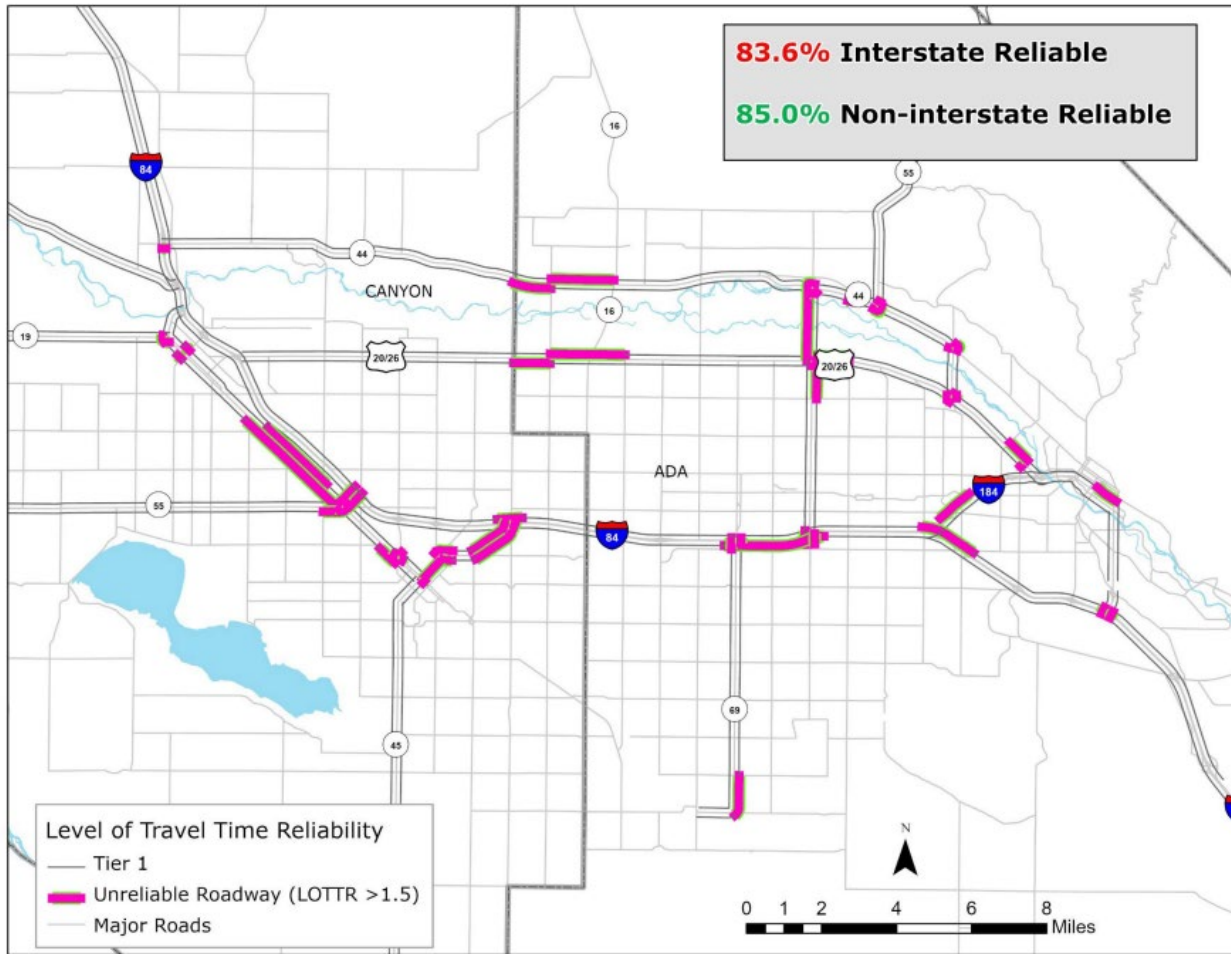 83.6% Interstate Reliable
85.0% Non-interstate Reliable
16
84
55
44
CANYON
44
16
19
20/26
20/26
ADA
184
55
84
69
45
Level of Travel Time Reliability
Tier 1
Unreliable Roadway (LOTTR >1.5)
Major Roads
N
0 1 2 4 6 8
Miles